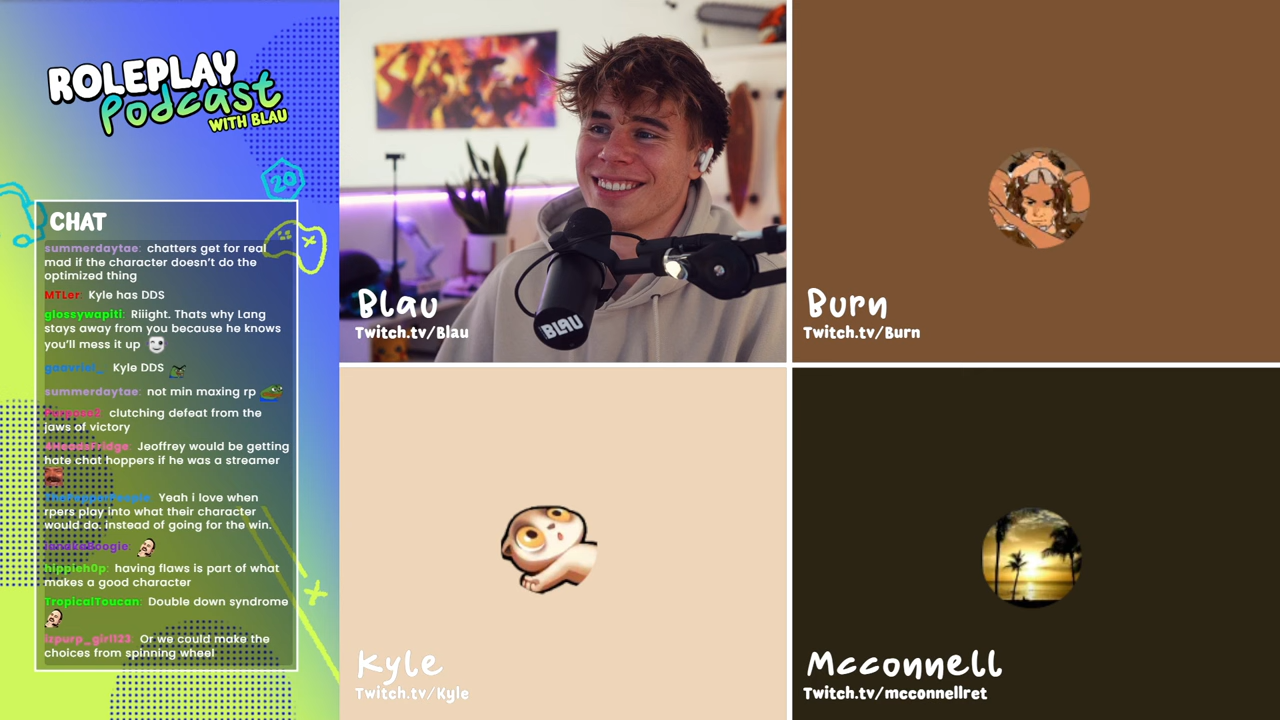 ROLEPLAY
Podcast
WITH BLAU
20
CHAT
summerdaytae: chatters get for real
mad if the character doesn't do the
optimized thing
MTLer: Kyle has DDS
glossywapiti: Riiight. Thats why Lang
stays away from you because he knows
you'll mess it up
Kyle DDS
summerdaytae: not min maxing rp
clutching defeat from the
jaws of victory
Jeoffrey would be getting
hate chat hoppers if he was a streamer
Yeah i love when
rpers play into what their character
would do. instead of going for the win.
hippieh0p: having flaws is part of what
makes a good character
TropicalToucan: Double down syndrome
izpurp_girl123: Or we could make the
choices from spinning wheel
BLAU
Blau
Twitch.tv/Blau
Burn
Twitch.tv/Burn
Kyle
Twitch.tv/Kyle
Mcconnell
Twitch.tv/mcconnellret